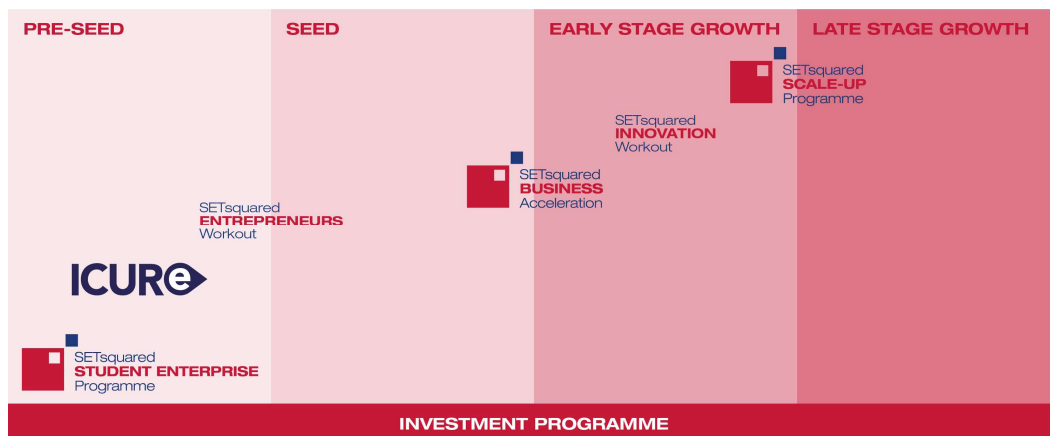 PRE-SEED
SEED
EARLY STAGE GROWTH
LATE STAGE GROWTH
SETsquared
SCALE-UP
Programme
SETsquared
INNOVATION
Workout
SETsquared
BUSINESS
Acceleration
SETsquared
ENTREPRENEURS
Workout
ICURe
SETsquared
STUDENT ENTERPRISE
Programme
INVESTMENT PROGRAMME